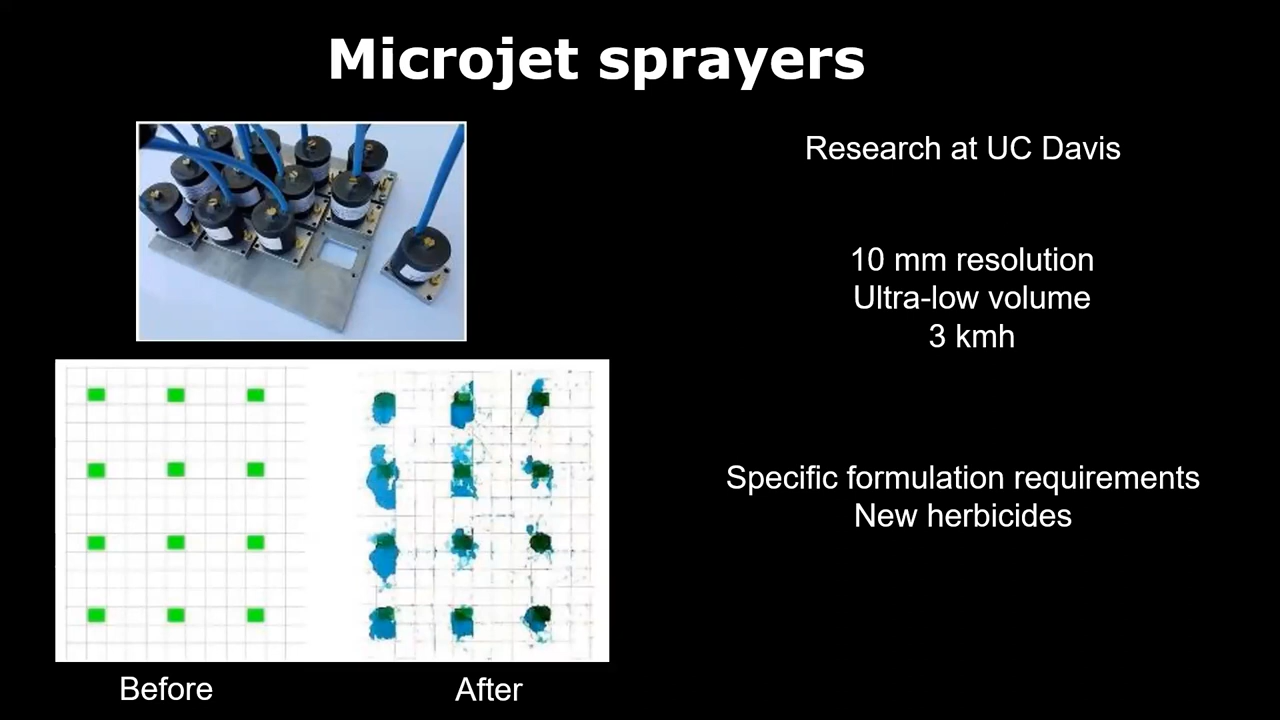 Microjet sprayers
Research at UC Davis
10 mm resolution
Ultra-low volume
3 kmh
Specific formulation requirements
New herbicides
Before
After